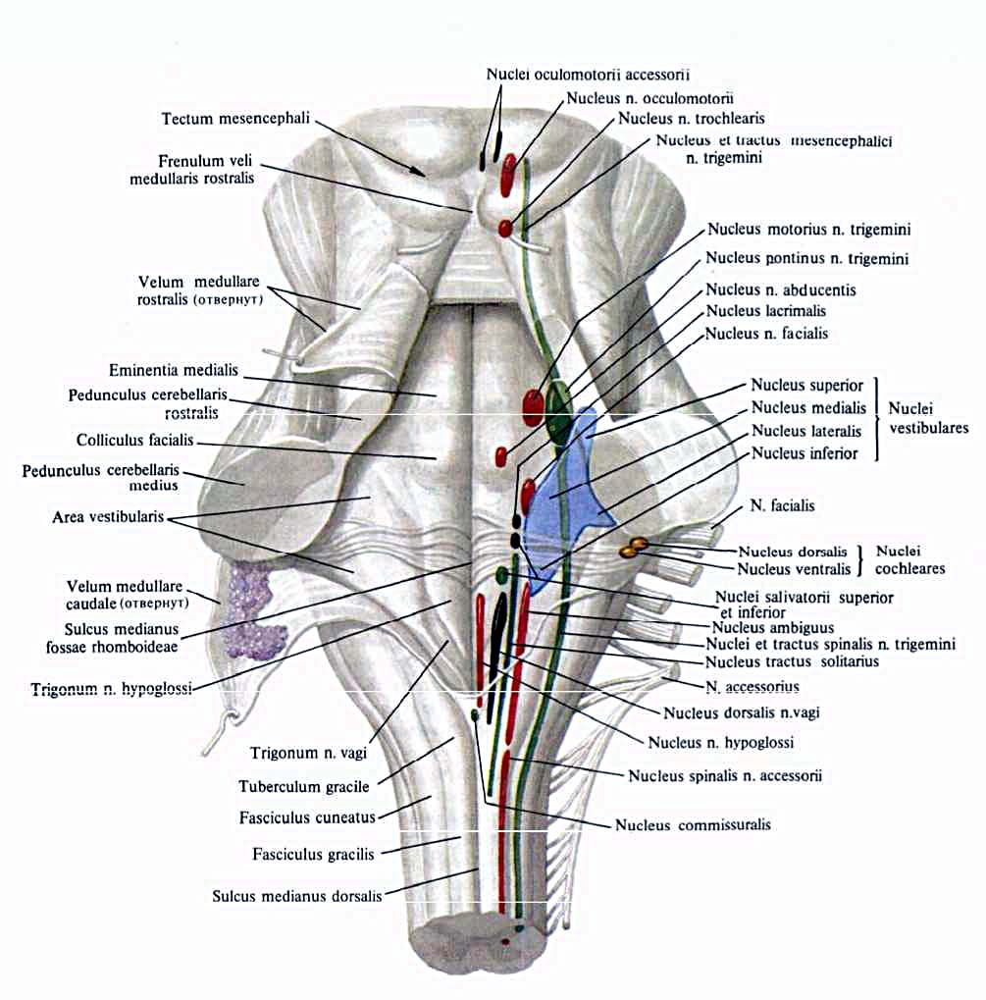 Nuclei oculomotorii accessorii
Nucleus n. occulomotorii
Nucleus n. trochlearis
Nucleus et tractus mesencephalici
n. trigemini
Tectum mesencephali
Frenulum veli
medullaris rostralis
Velum medullare
rostralis (отвернут)
Eminentia medialis
Pedunculus cerebellaris
rostralis
Colliculus facialis
Pedunculus cerebellaris
medius
Area vestibularis
Velum medullare
caudale (отвернут)
Sulcus medianus
fossae rhomboideae
Trigonum n. hypoglossi
Trigonum n. vagi
Tuberculum gracile
Fasciculus cuneatus
Fasciculus gracilis
Sulcus medianus dorsalis
Nucleus motorius n. trigemini
Nucleus pontinus n. trigemini
Nucleus n. abducentis
Nucleus lacrimalis
Nucleus n. facialis
Nucleus superior
Nucleus medialis
Nucleus lateralis
Nucleus inferior
Nuclei
vestibulares
N. facialis
Nucleus dorsalis
Nucleus ventralis
Nuclei
cochleares
Nuclei salivatorii superior
et inferior
Nucleus ambiguus
Nuclei et tractus spinalis n. trigemini
Nucleus tractus solitarius
N. accessorius
Nucleus dorsalis n.vagi
Nucleus n. hypoglossi
Nucleus spinalis n. accessorii
Nucleus commissuralis